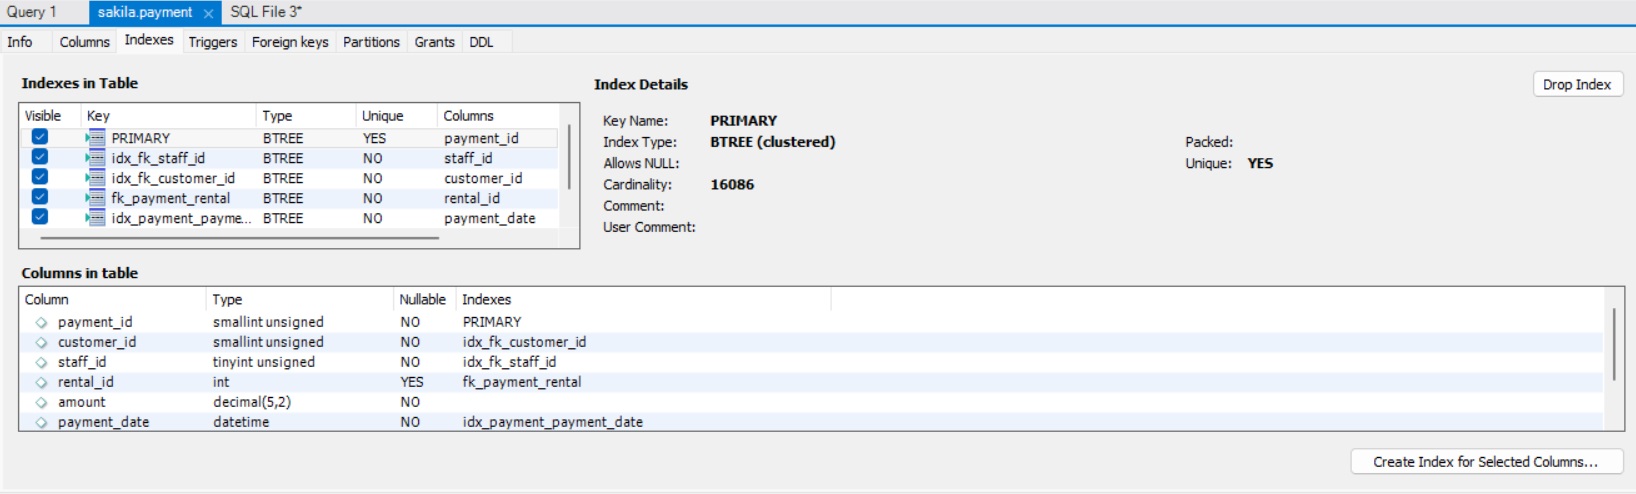 Query 1 sakila.payment × SQL File 3*
Info Columns Indexes Triggers Foreign keys Partitions Grants DDL
Indexes in Table
Visible Key Type Unique Columns
PRIMARY BTREE YES payment_id
idx_fk_staff_id BTREE NO staff_id
idx_fk_customer_id BTREE NO customer_id
fk_payment_rental BTREE NO rental_id
idx_payment_payme... BTREE NO payment_date
Index Details Drop Index
Key Name: PRIMARY
Index Type: BTREE (clustered) Packed:
Allows NULL: Unique: YES
Cardinality: 16086
Comment:
User Comment:
Columns in table
Column Type Nullable Indexes
payment_id smallint unsigned NO PRIMARY
customer_id smallint unsigned NO idx_fk_customer_id
staff_id tinyint unsigned NO idx_fk_staff_id
rental_id int YES fk_payment_rental
amount decimal(5,2) NO
payment_date datetime NO idx_payment_payment_date
Create Index for Selected Columns...